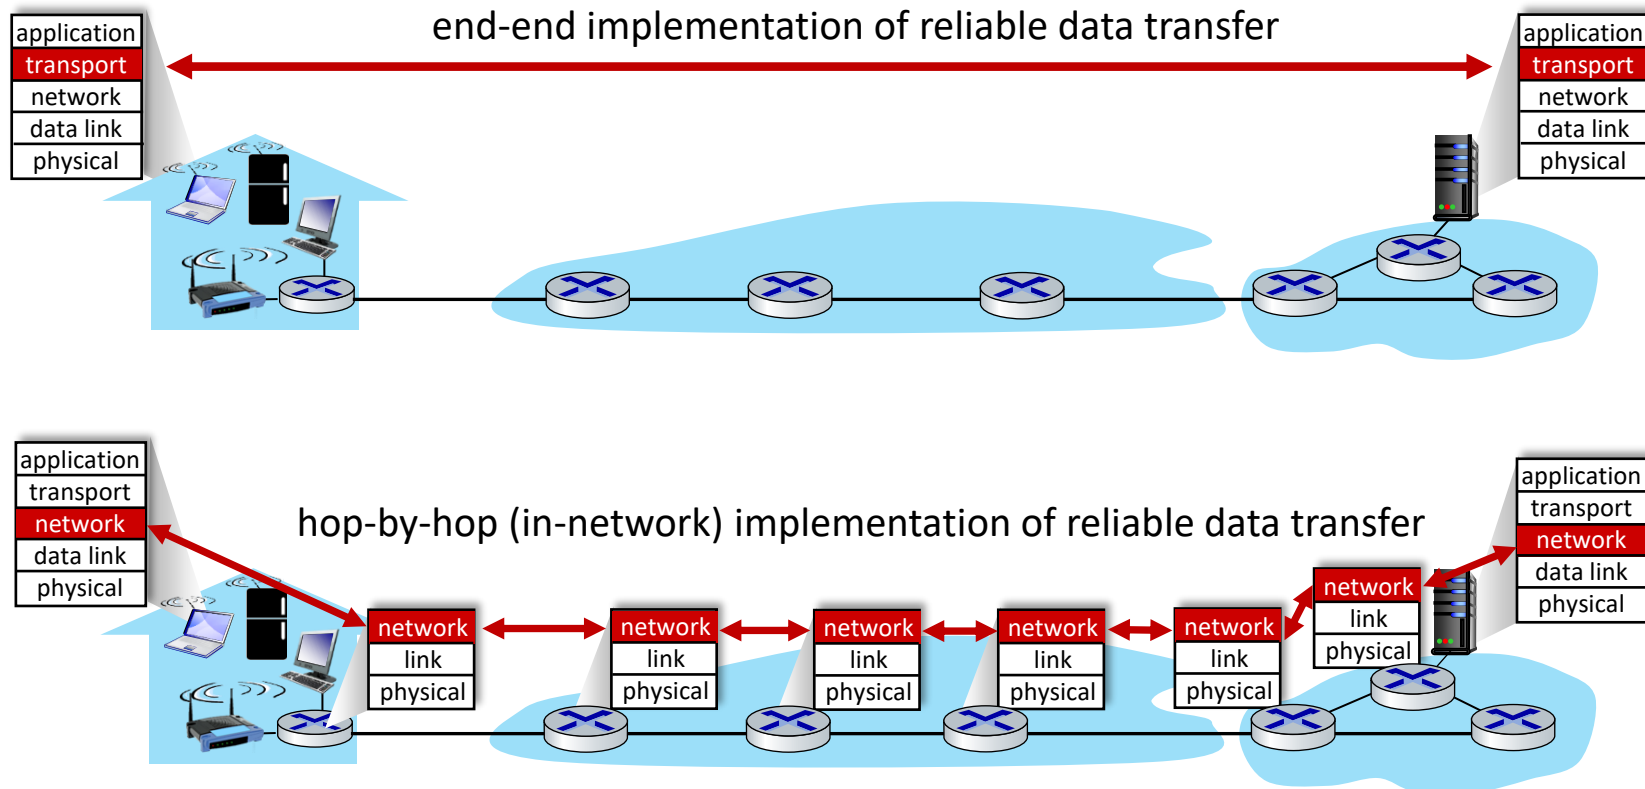 end-end implementation of reliable data transfer
application
transport
network
data link
physical
application
transport
network
data link
physical
hop-by-hop (in-network) implementation of reliable data transfer
application
transport
network
data link
physical
network
link
physical
network
link
physical
network
link
physical
network
link
physical
network
link
physical
network
link
physical
application
transport
network
data link
physical